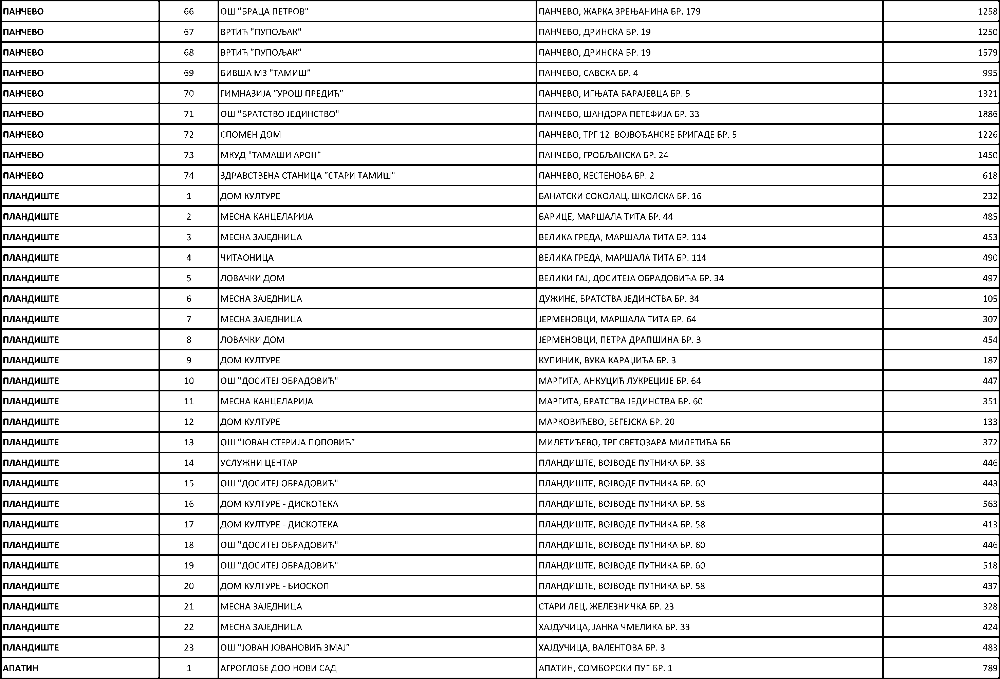 ПАНЧЕВО 66 ОШ "БРАЦА ПЕТРОВ" ПАНЧЕВО, ЖАРКА ЗРЕЊАНИНА БР. 179 1258
ПАНЧЕВО 67 ВРТИЋ "ПУПОЉАК" ПАНЧЕВО, ДРИНСКА БР. 19 1250
ПАНЧЕВО 68 ВРТИЋ "ПУПОЉАК" ПАНЧЕВО, ДРИНСКА БР. 19 1579
ПАНЧЕВО 69 БИВША МЗ "ТАМИШ" ПАНЧЕВО, САВСКА БР. 4 995
ПАНЧЕВО 70 ГИМНАЗИЈА "УРОШ ПРЕДИЋ" ПАНЧЕВО, ИГЊАТА БАРАЈЕВЦА БР. 5 1321
ПАНЧЕВО 71 ОШ "БРАТСТВО ЈЕДИНСТВО" ПАНЧЕВО, ШАНДОРА ПЕТЕФИЈА БР. 33 1886
ПАНЧЕВО 72 СПОМЕН ДОМ ПАНЧЕВО, ТРГ 12. ВОЈВОЂАНСКЕ БРИГАДЕ БР. 5 1226
ПАНЧЕВО 73 МКУД "ТАМАШИ АРОН" ПАНЧЕВО, ГРОБЉАНСКА БР. 24 1450
ПАНЧЕВО 74 ЗДРАВСТВЕНА СТАНИЦА "СТАРИ ТАМИШ" ПАНЧЕВО, КЕСТЕНОВА БР. 2 618
ПЛАНДИШТЕ 1 ДОМ КУЛТУРЕ БАНАТСКИ СОКОЛАЦ, ШКОЛСКА БР. 16 232
ПЛАНДИШТЕ 2 МЕСНА КАНЦЕЛАРИЈА БАРИЦЕ, МАРШАЛА ТИТА БР. 44 485
ПЛАНДИШТЕ 3 МЕСНА ЗАЈЕДНИЦА ВЕЛИКА ГРЕДА, МАРШАЛА ТИТА БР. 114 453
ПЛАНДИШТЕ 4 ЧИТАОНИЦА ВЕЛИКА ГРЕДА, МАРШАЛА ТИТА БР. 114 490
ПЛАНДИШТЕ 5 ЛОВАЧКИ ДОМ ВЕЛИКИ ГАЈ, ДОСИТЕЈА ОБРАДОВИЋА БР. 34 497
ПЛАНДИШТЕ 6 МЕСНА ЗАЈЕДНИЦА ДУЖИНЕ, БРАТСТВА ЈЕДИНСТВА БР. 34 105
ПЛАНДИШТЕ 7 МЕСНА ЗАЈЕДНИЦА ЈЕРМЕНОВЦИ, МАРШАЛА ТИТА БР. 64 307
ПЛАНДИШТЕ 8 ЛОВАЧКИ ДОМ ЈЕРМЕНОВЦИ, ПЕТРА ДРАПШИНА БР. 3 454
ПЛАНДИШТЕ 9 ДОМ КУЛТУРЕ КУПИНИК, ВУКА КАРАЏИЋА БР. 3 187
ПЛАНДИШТЕ 10 ОШ "ДОСИТЕЈ ОБРАДОВИЋ" МАРГИТА, АНКУЦИЋ ЛУКРЕЦИЈЕ БР. 64 447
ПЛАНДИШТЕ 11 МЕСНА КАНЦЕЛАРИЈА МАРГИТА, БРАТСТВА ЈЕДИНСТВА БР. 60 351
ПЛАНДИШТЕ 12 ДОМ КУЛТУРЕ МАРКОВИЋЕВО, БЕГЕЈСКА БР. 20 133
ПЛАНДИШТЕ 13 ОШ "ЈОВАН СТЕРИЈА ПОПОВИЋ" МИЛЕТИЋЕВО, ТРГ СВЕТОЗАРА МИЛЕТИЋА ББ 372
ПЛАНДИШТЕ 14 УСЛУЖНИ ЦЕНТАР ПЛАНДИШТЕ, ВОЈВОДЕ ПУТНИКА БР. 38 446
ПЛАНДИШТЕ 15 ОШ "ДОСИТЕЈ ОБРАДОВИЋ" ПЛАНДИШТЕ, ВОЈВОДЕ ПУТНИКА БР. 60 443
ПЛАНДИШТЕ 16 ДОМ КУЛТУРЕ - ДИСКОТЕКА ПЛАНДИШТЕ, ВОЈВОДЕ ПУТНИКА БР. 58 563
ПЛАНДИШТЕ 17 ДОМ КУЛТУРЕ - ДИСКОТЕКА ПЛАНДИШТЕ, ВОЈВОДЕ ПУТНИКА БР. 58 413
ПЛАНДИШТЕ 18 ОШ "ДОСИТЕЈ ОБРАДОВИЋ" ПЛАНДИШТЕ, ВОЈВОДЕ ПУТНИКА БР. 60 446
ПЛАНДИШТЕ 19 ОШ "ДОСИТЕЈ ОБРАДОВИЋ" ПЛАНДИШТЕ, ВОЈВОДЕ ПУТНИКА БР. 60 518
ПЛАНДИШТЕ 20 ДОМ КУЛТУРЕ - БИОСКОП ПЛАНДИШТЕ, ВОЈВОДЕ ПУТНИКА БР. 58 437
ПЛАНДИШТЕ 21 МЕСНА ЗАЈЕДНИЦА СТАРИ ЛЕЦ, ЖЕЛЕЗНИЧКА БР. 23 328
ПЛАНДИШТЕ 22 МЕСНА ЗАЈЕДНИЦА ХАЈДУЧИЦА, ЈАНКА ЧМЕЛИКА БР. 33 424
ПЛАНДИШТЕ 23 ОШ "ЈОВАН ЈОВАНОВИЋ ЗМАЈ" ХАЈДУЧИЦА, ВАЛЕНТОВА БР. 3 483
АПАТИН 1 АГРОГЛОБЕ ДОО НОВИ САД АПАТИН, СОМБОРСКИ ПУТ БР. 1 789